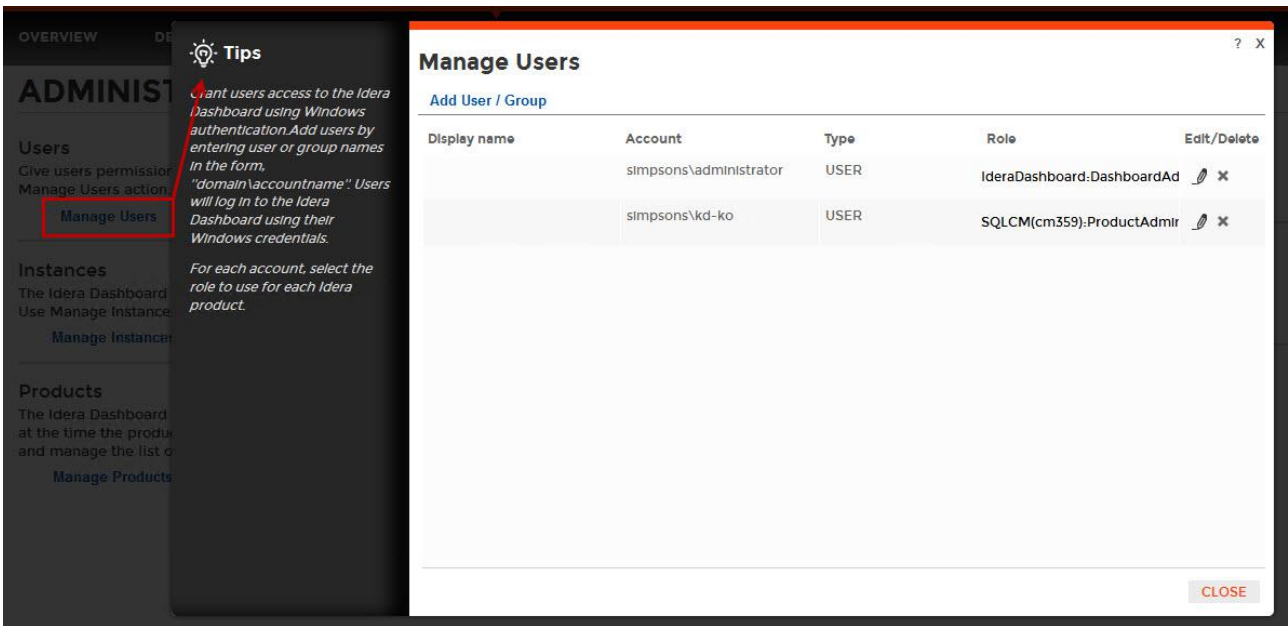 OVERVIEW
DE
ADMINIST
Users
Give users permission
Manage Users action.
Manage Users
Instances
The Idera Dashboard
Use Manage Instance
Manage Instances
Products
The Idera Dashboard
at the time the produ
and manage the list o
Manage Products
Tips
Grant users access to the Idera
Dashboard using Windows
authentication.Add users by
entering user or group names
in the form,
"domain\accountname". Users
will log in to the Idera
Dashboard using their
Windows credentials.
For each account, select the
role to use for each Idera
product.
? X
Manage Users
Add User / Group
Display name Account Type Role Edit/Delete
simpsons\administrator USER IderaDashboard:DashboardAd
simpsons\kd-ko USER SQLCM(cm359):ProductAdmin
CLOSE